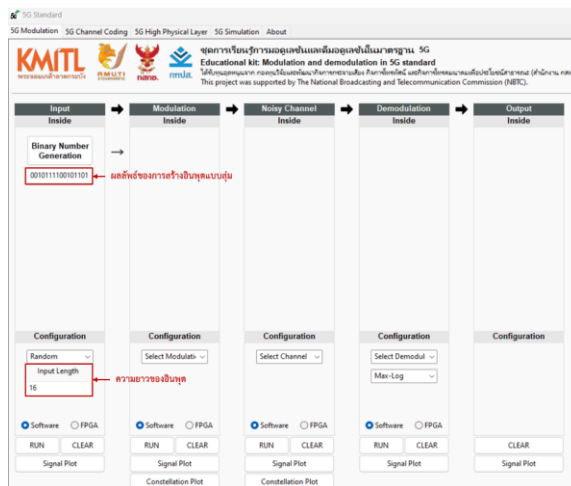 5G Standard
5G Modulation 5G Channel Coding 5G High Physical Layer 5G Simulation About
KMITL
RMUTI
กสทช.
กทปส.
ชุดการเรียนรู้การมอดูเลชันและดีมอดูเลชันในมาตรฐาน 5G
Educational kit: Modulation and demodulation in 5G standard
This project was supported by The National Broadcasting and Telecommunication Commission (NBTC).
Input Modulation Noisy Channel Demodulation Output
Inside Inside Inside Inside Inside
Binary Number
Generation
0010111100101101 ผลลัพธ์ของการสร้างอินพุตแบบสุ่ม
Configuration Configuration Configuration Configuration Configuration
Random Select Modulati Select Channel Select Demodul
Input Length Max-Log
16 ความยาวของอินพุต
Software FPGA Software FPGA Software FPGA Software FPGA
RUN CLEAR RUN CLEAR RUN CLEAR RUN CLEAR CLEAR
Signal Plot Signal Plot Signal Plot Signal Plot Signal Plot
Constellation Plot Constellation Plot